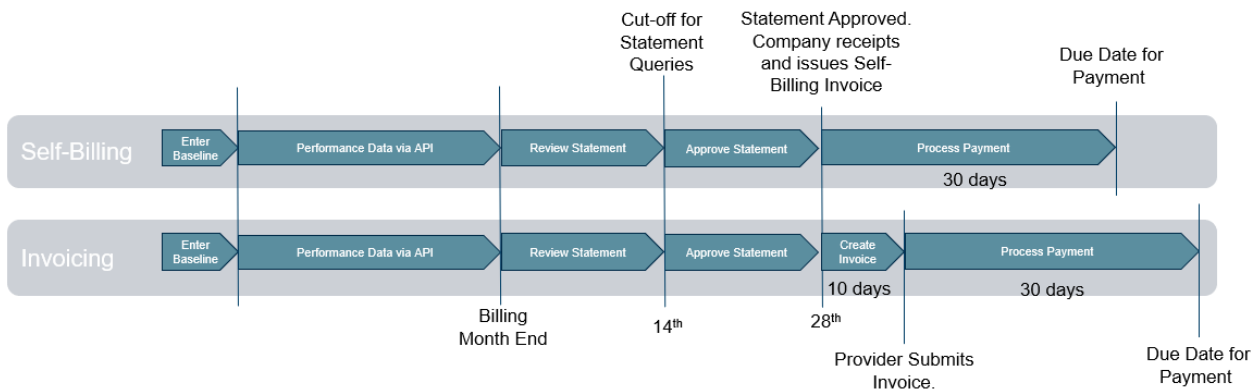 Cut-off for
Statement
Queries
Statement Approved.
Company receipts
and issues Self-
Billing Invoice
Due Date for
Payment
Self-Billing
Enter
Baseline
Performance Data via API
Review Statement
Approve Statement
Process Payment
30 days
Invoicing
Enter
Baseline
Performance Data via API
Review Statement
Approve Statement
Create
Invoice
Process Payment
10 days
30 days
Billing
Month End
14th
28th
Provider Submits
Invoice.
Due Date for
Payment